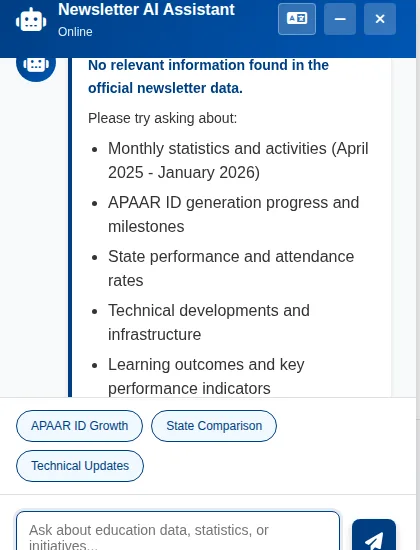 Newsletter AI Assistant
Online
No relevant information found in the
official newsletter data.
Please try asking about:
• Monthly statistics and activities (April
2025 - January 2026)
• APAAR ID generation progress and
milestones
• State performance and attendance
rates
• Technical developments and
infrastructure
• Learning outcomes and key
performance indicators
APAAR ID Growth
State Comparison
Technical Updates
Ask about education data, statistics, or
initiatives...